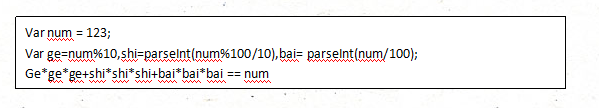 Var num = 123;
Var ge=num%10,shi=parseInt(num%100/10),bai= parseInt(num/100);
Ge*ge*ge+shi*shi*shi+bai*bai*bai == num